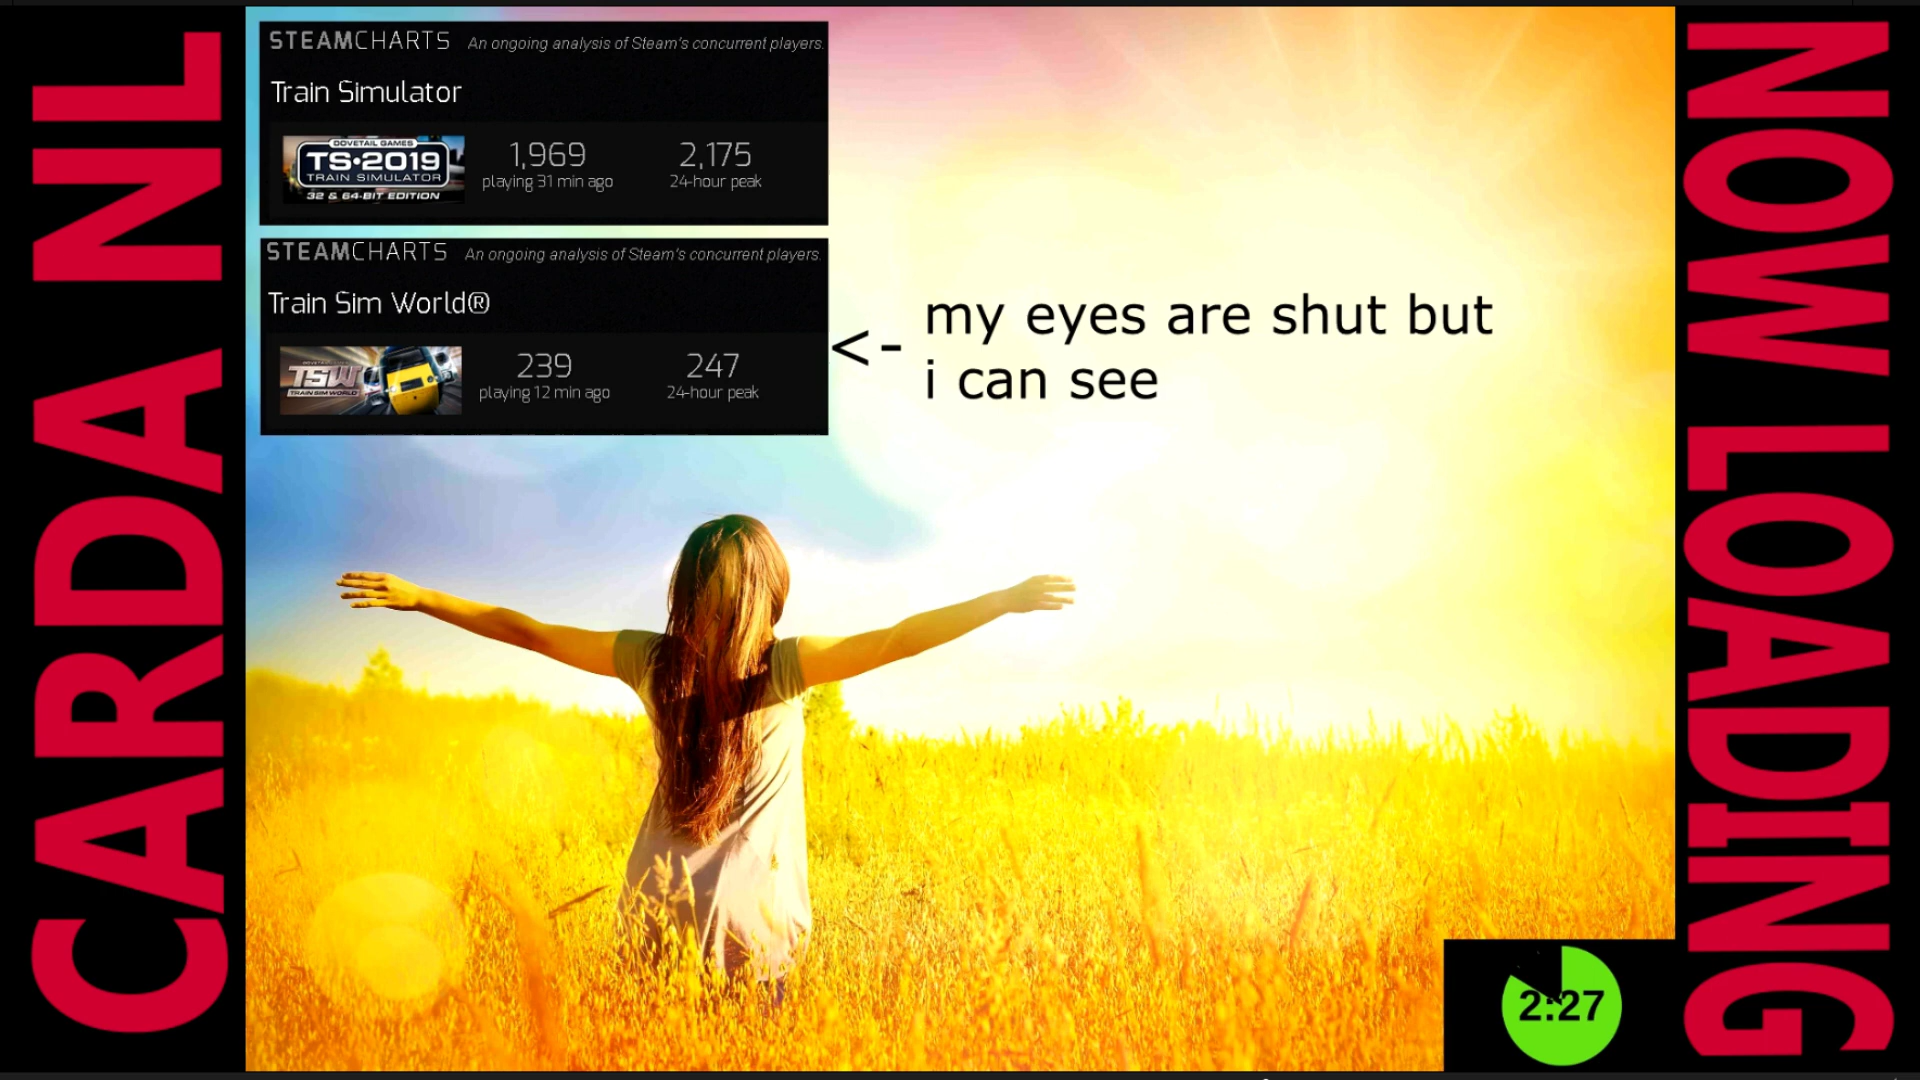 CARDA NIL
STEAMCHARTS An ongoing analysis of Steam's concurrent players.
Train Simulator
DOVETAIL GAMES
TS·2019
TRAIN SIMULATOR
32 & 64-BIT EDITION
1,969
playing 31 min ago
2,175
24-hour peak
STEAMCHARTS An ongoing analysis of Steam's concurrent players.
Train Sim World®
TSW
TRAIN SIM WORLD
239
playing 12 min ago
247
24-hour peak
<- my eyes are shut but
i can see
2:27
NOW LOADING